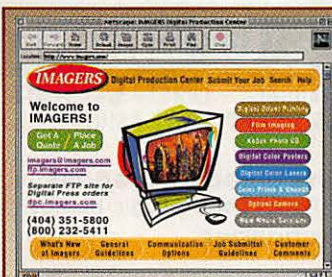 Netscape: IMAGERS Digital Production Center
IMAGERS Digital Production Center Submit Your Job Search Help
Welcome to
IMAGERS!
Get A Quote / Place A Job
imagers@imagers.com
ftp.imagers.com
Separate FTP site for
Digital Press orders
dpc.imagers.com
(404) 351-5800
(800) 232-5411
Digital Offset Printing
Film Imaging
Kodak Photo CD
Digital Color Posters
Digital Color Lasers
Color Prints & Chromes
Optical Camera
What's New at Imagers
General Guidelines
Communication Options
Job Submittal Guidelines
Customer Comments